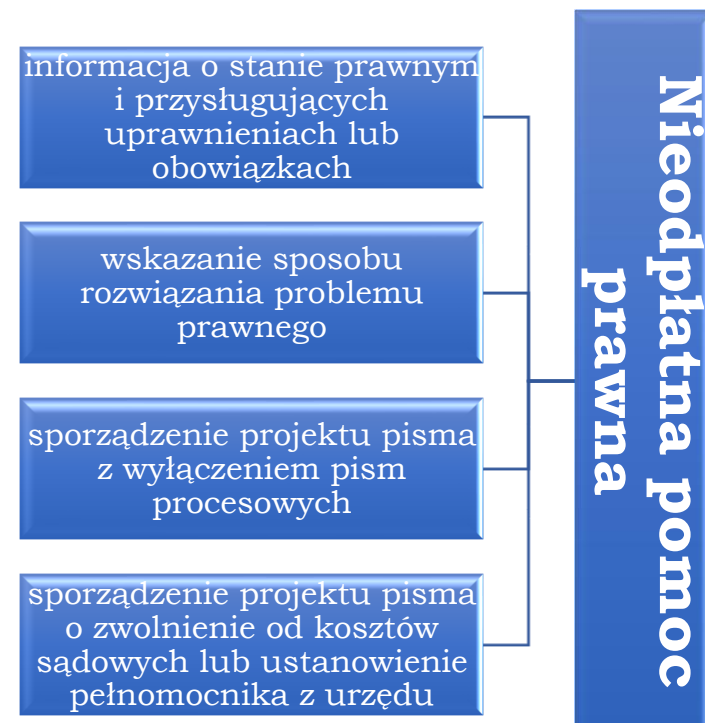 informacja o stanie prawnym
i przysługujących
uprawnieniach lub
obowiązkach
wskazanie sposobu
rozwiązania problemu
prawnego
sporządzenie projektu pisma
z wyłączeniem pism
procesowych
sporządzenie projektu pisma
o zwolnienie od kosztów
sądowych lub ustanowienie
pełnomocnika z urzędu
Nieodpłatna pomoc
prawna